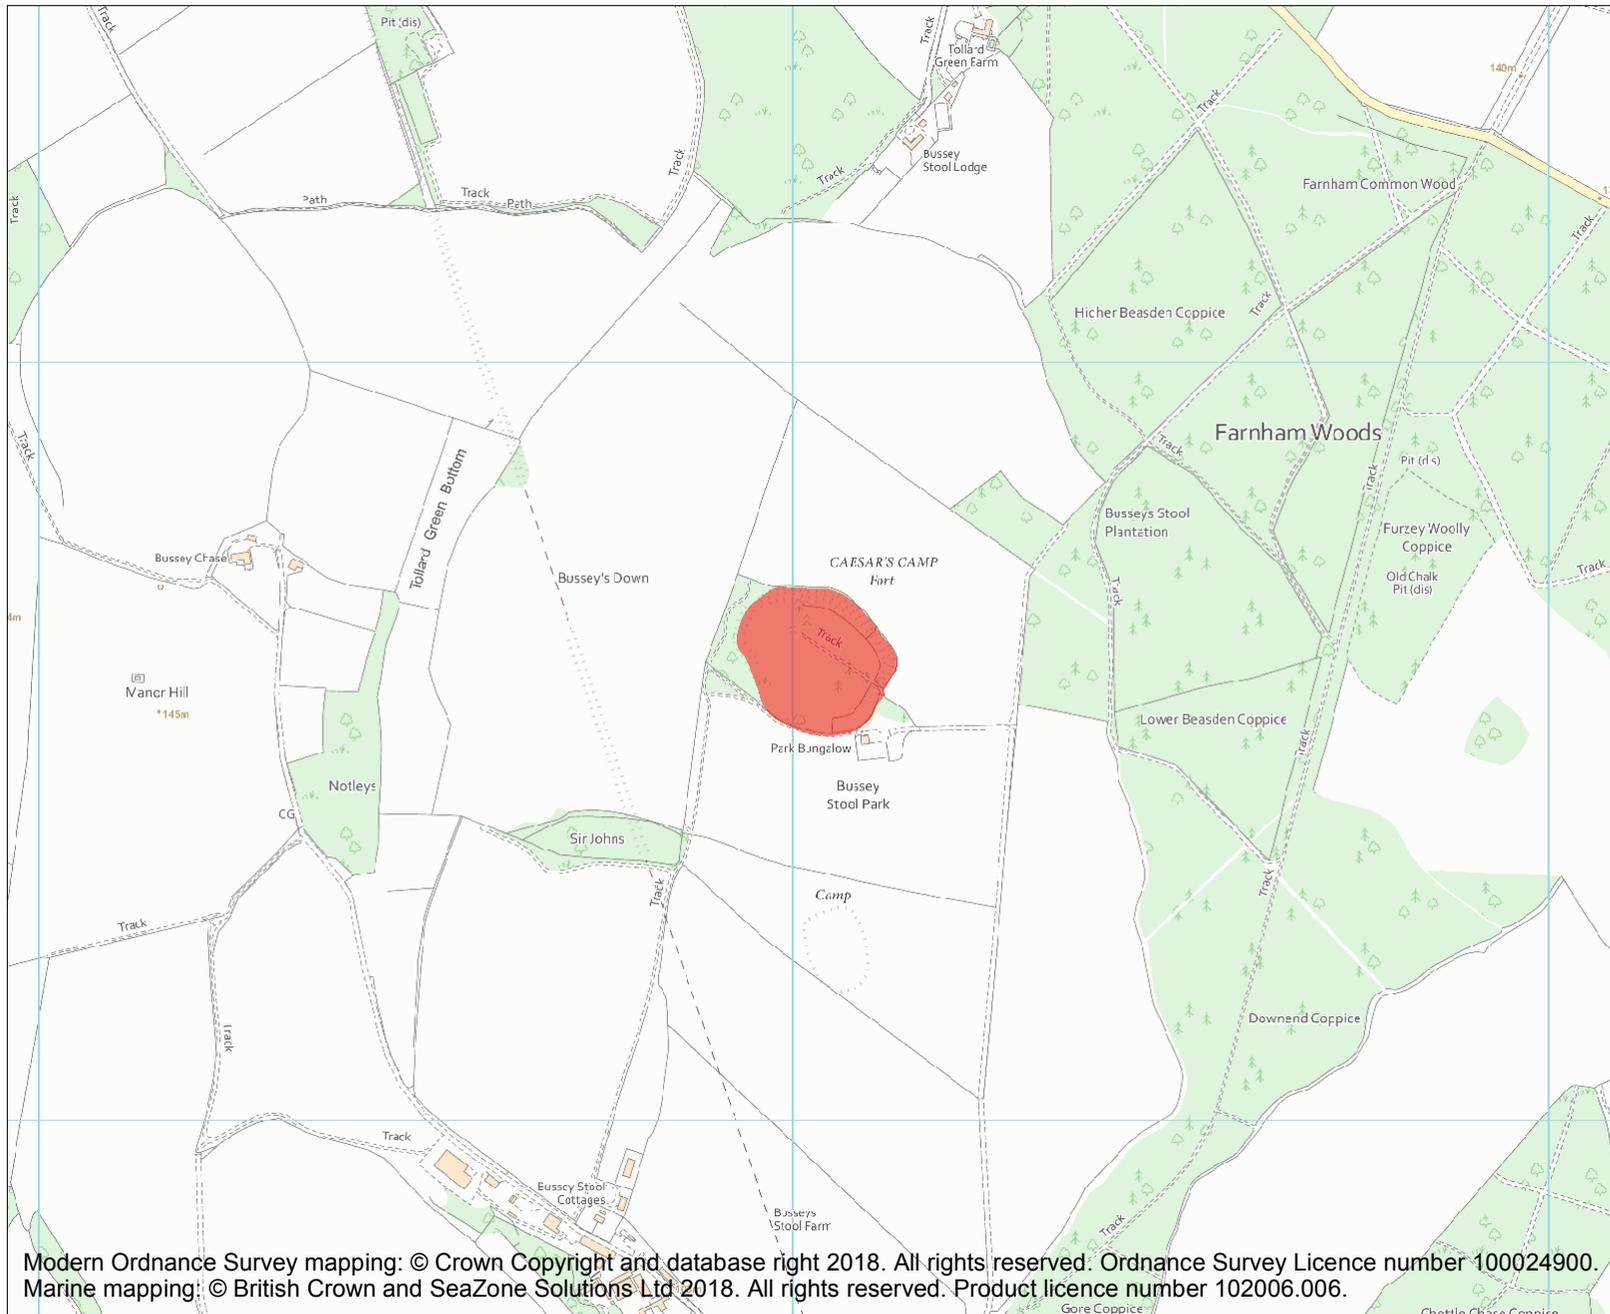 Track
Pit (dis)
Track
Tollard
Green Farm
140m
Track
Track
Bussey
Stool Lodge
Track
Farnham Common Wood
Track
Path
Track
Path
Track
Track
Higher Beasden Coppice
Farnham Woods
Track
Pit (dis)
Track
Track
Tollard Green Bottom
Busseys Stool
Plantation
Furzey Woolly
Coppice
Bussey Chase
Bussey's Down
CAESAR'S CAMP
Fort
Old Chalk
Pit (dis)
Track
Track
4m
Track
Manor Hill
145m
Lower Beasden Coppice
Track
Park Bungalow
Notleys
Bussey
Stool Park
CG
Sir Johns
Track
Camp
Track
Track
Track
Downend Coppice
Track
Bussey Stool
Cottages
Busseys
Stool Farm
Track
Modern Ordnance Survey mapping: © Crown Copyright and database right 2018. All rights reserved. Ordnance Survey Licence number 100024900.
Marine mapping: © British Crown and SeaZone Solutions Ltd 2018. All rights reserved. Product licence number 102006.006.
Gore Coppice
Chettle Chase Coppice